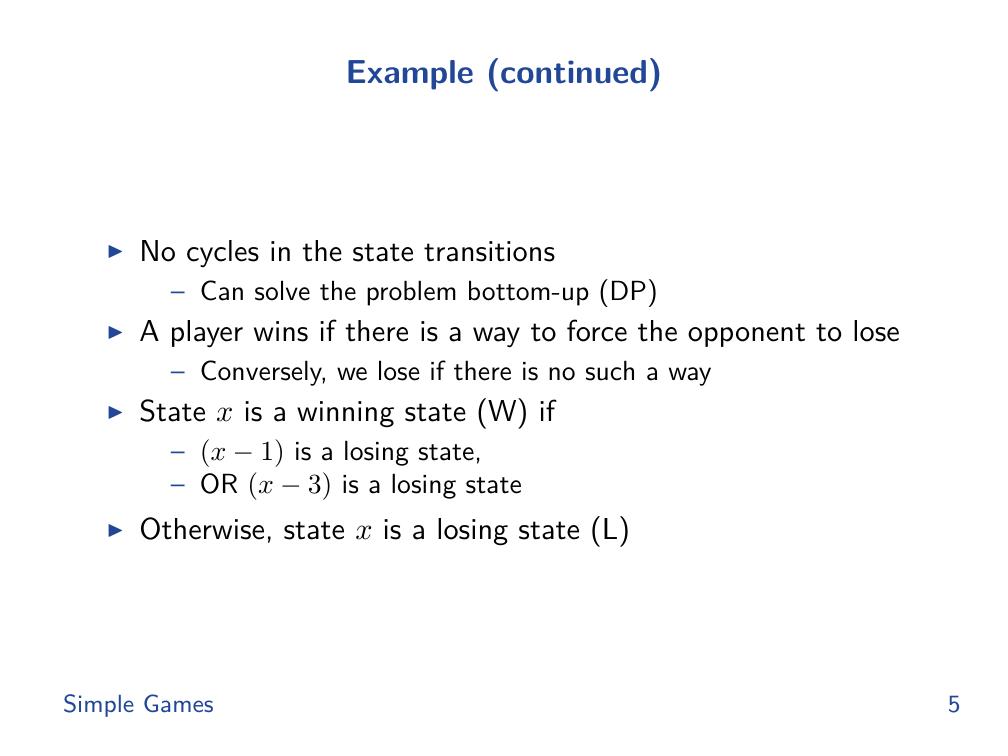 Example (continued)
▶ No cycles in the state transitions
– Can solve the problem bottom-up (DP)
▶ A player wins if there is a way to force the opponent to lose
– Conversely, we lose if there is no such a way
▶ State x is a winning state (W) if
– (x − 1) is a losing state,
– OR (x − 3) is a losing state
▶ Otherwise, state x is a losing state (L)
Simple Games 5